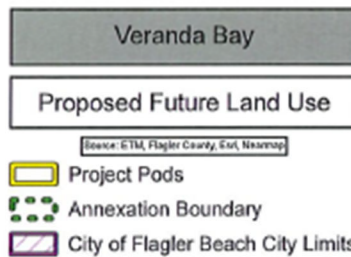 Veranda Bay
Proposed Future Land Use
Source: ETM, Flagler County, Esri, Nearmap
Project Pods
Annexation Boundary
City of Flagler Beach City Limits